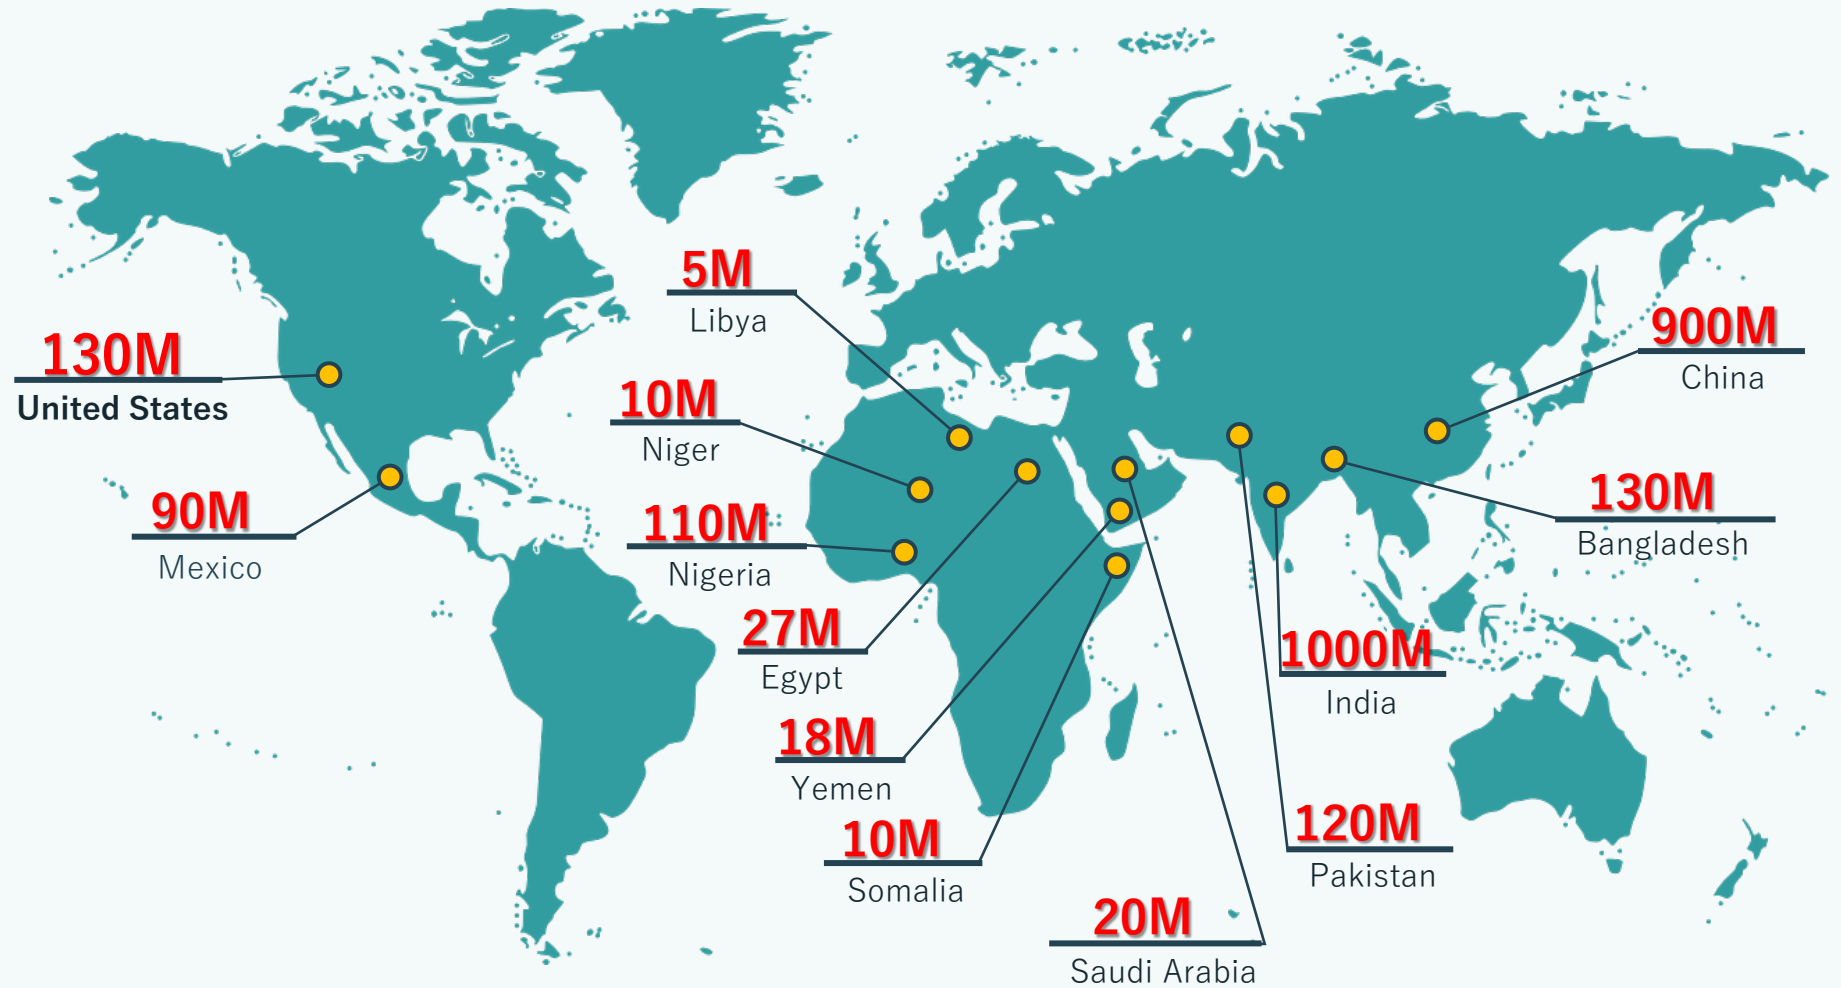 5M
Libya
130M
United States
900M
China
10M
Niger
90M
Mexico
110M
Nigeria
130M
Bangladesh
27M
Egypt
1000M
India
18M
Yemen
10M
Somalia
120M
Pakistan
20M
Saudi Arabia